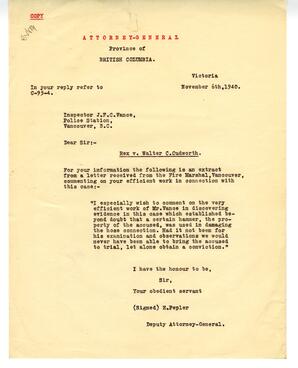 COPY
ATTORNEY-GENERAL
Province of
BRITISH COLUMBIA.
Victoria
In your reply refer to November 6th,1940.
C-93-4.
Inspector J.F.C.Vance,
Police Station,
Vancouver, B.C.
Dear Sir:-
Rex v. Walter C.Cudworth.
For your information the following is an extract
from a letter received from the Fire Marshal,Vancouver,
commenting on your efficient work in connection with
this case:-
"I especially wish to comment on the very
efficient work of Mr.Vance in discovering
evidence in this case which established be-
yond doubt that a certain hammer, the pro-
perty of the accused, was used in damaging
the hose connection. Had it not been for
his examination and observations we would
never have been able to bring the accused
to trial, let alone obtain a conviction."
I have the honour to be,
Sir,
Your obedient servant
(Signed) E.Pepler
Deputy Attorney-General.